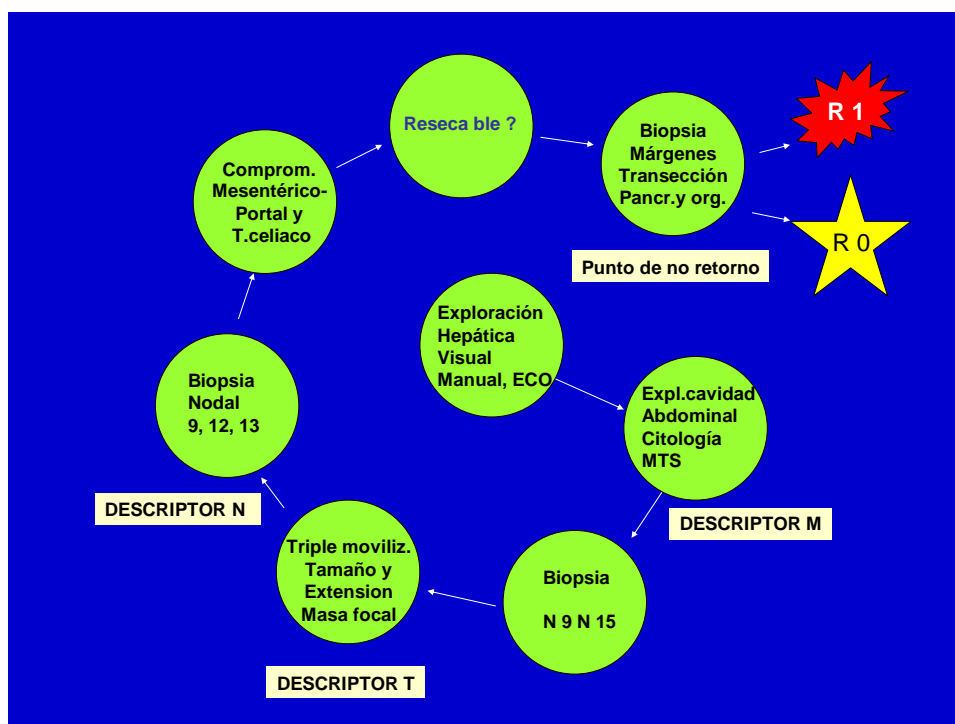 Reseca ble ?
Biopsia
Márgenes
Transección
Pancr.y org.
R 1
R 0
Punto de no retorno
Comprom.
Mesentérico-
Portal y
T.celiaco
Exploración
Hepática
Visual
Manual, ECO
Expl.cavidad
Abdominal
Citología
MTS
DESCRIPTOR M
Biopsia
Nodal
9, 12, 13
DESCRIPTOR N
Triple moviliz.
Tamaño y
Extension
Masa focal
DESCRIPTOR T
Biopsia
N 9 N 15